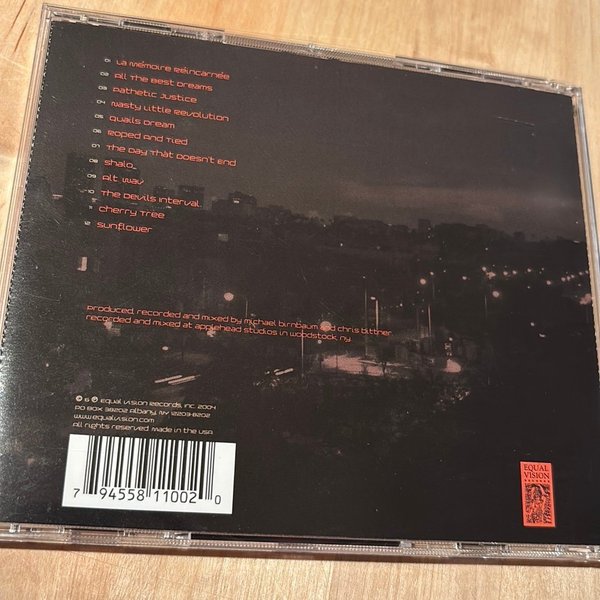 01 La Mémoire Réincarnée
02 All The Best Dreams
03 Pathetic Justice
04 Nasty Little Revolution
05 Quails Dream
06 Roped And Tied
07 The Day That Doesn't End
08 Shalo_
09 Alt. Wav
10 The Devils Interval
11 Cherry Tree
12 Sunflower
produced, recorded and mixed by michael birnbaum and chris bittner
recorded and mixed at applehead studios in woodstock ny
© & ℗ Equal Vision Records, Inc 2004
PO Box 38202 Albany, NY 12203-8202
www.equalvision.com
All rights reserved Made in the USA
7 94558 11002 0
EQUAL
VISION
RECORDS